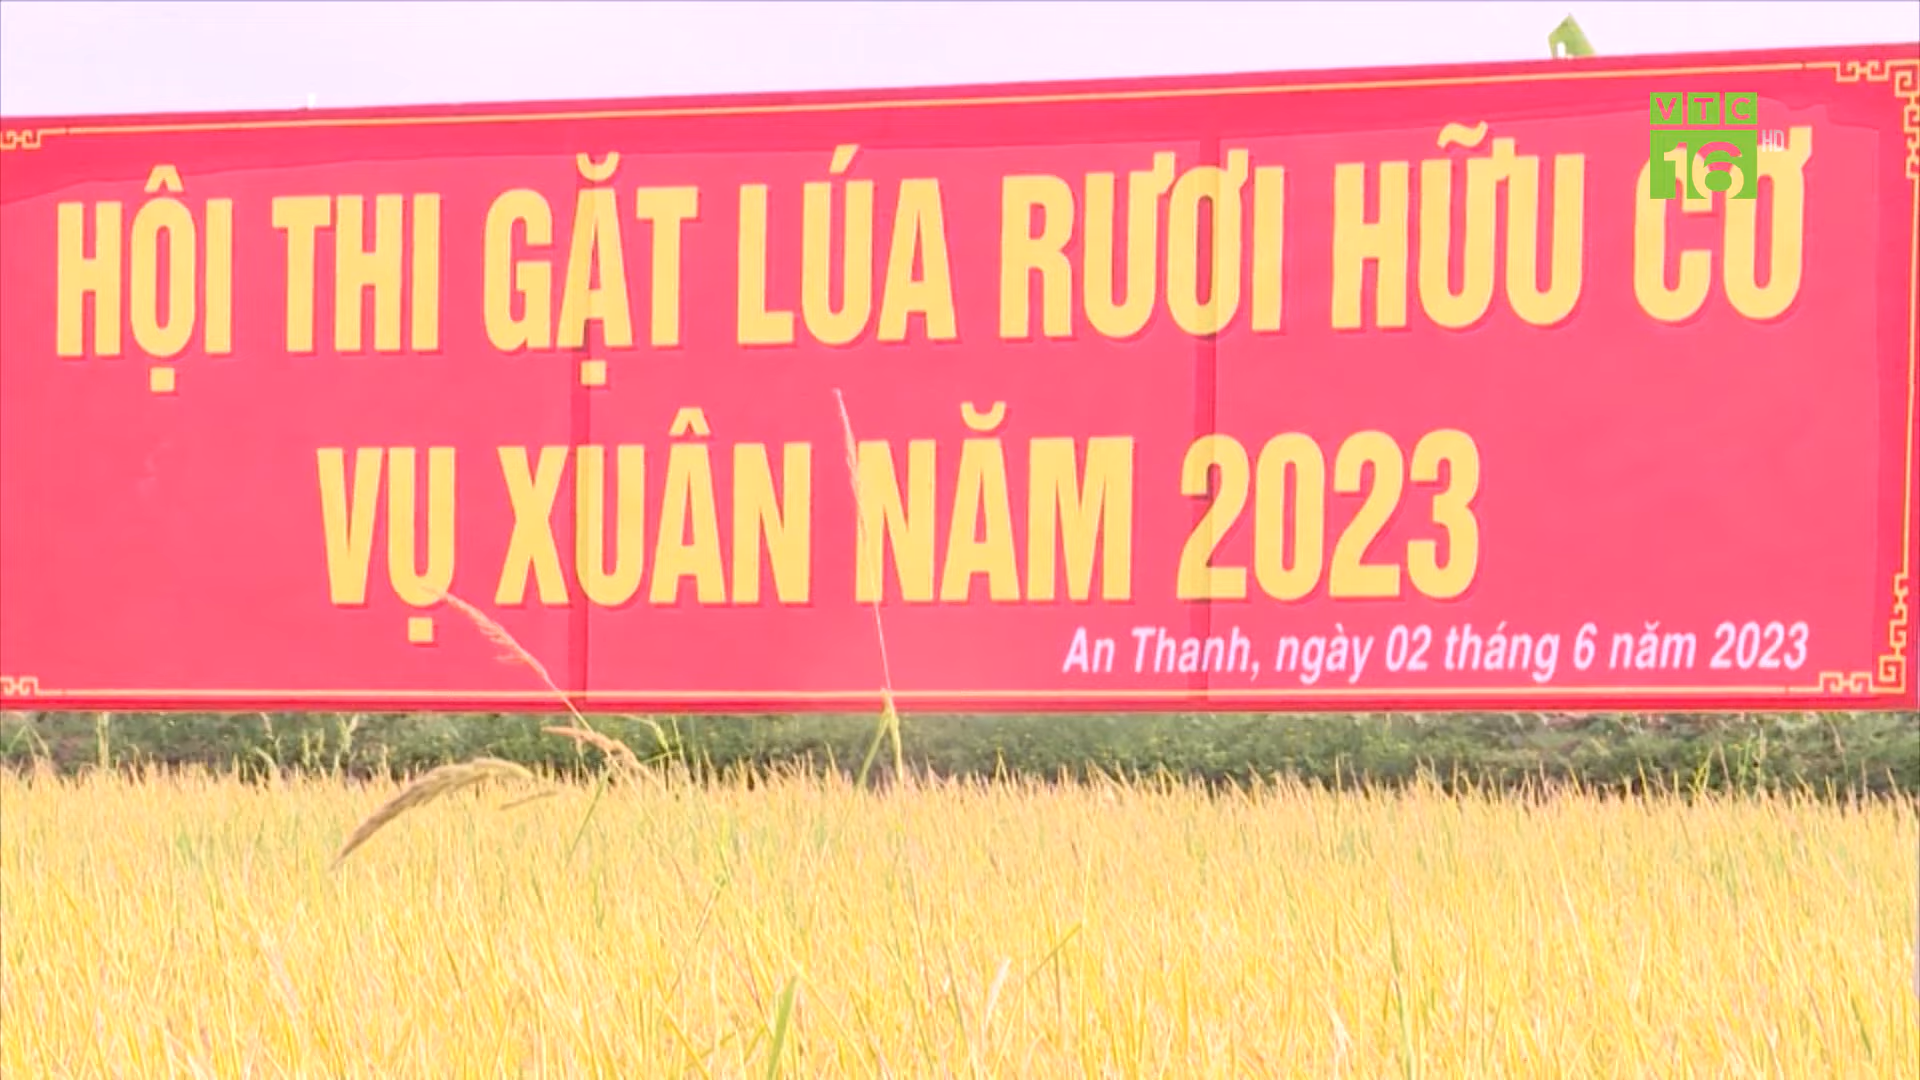 VTC
16 HD
HỘI THI GẶT LÚA RƯƠI HỮU CƠ
VỤ XUÂN NĂM 2023
An Thanh, ngày 02 tháng 6 năm 2023